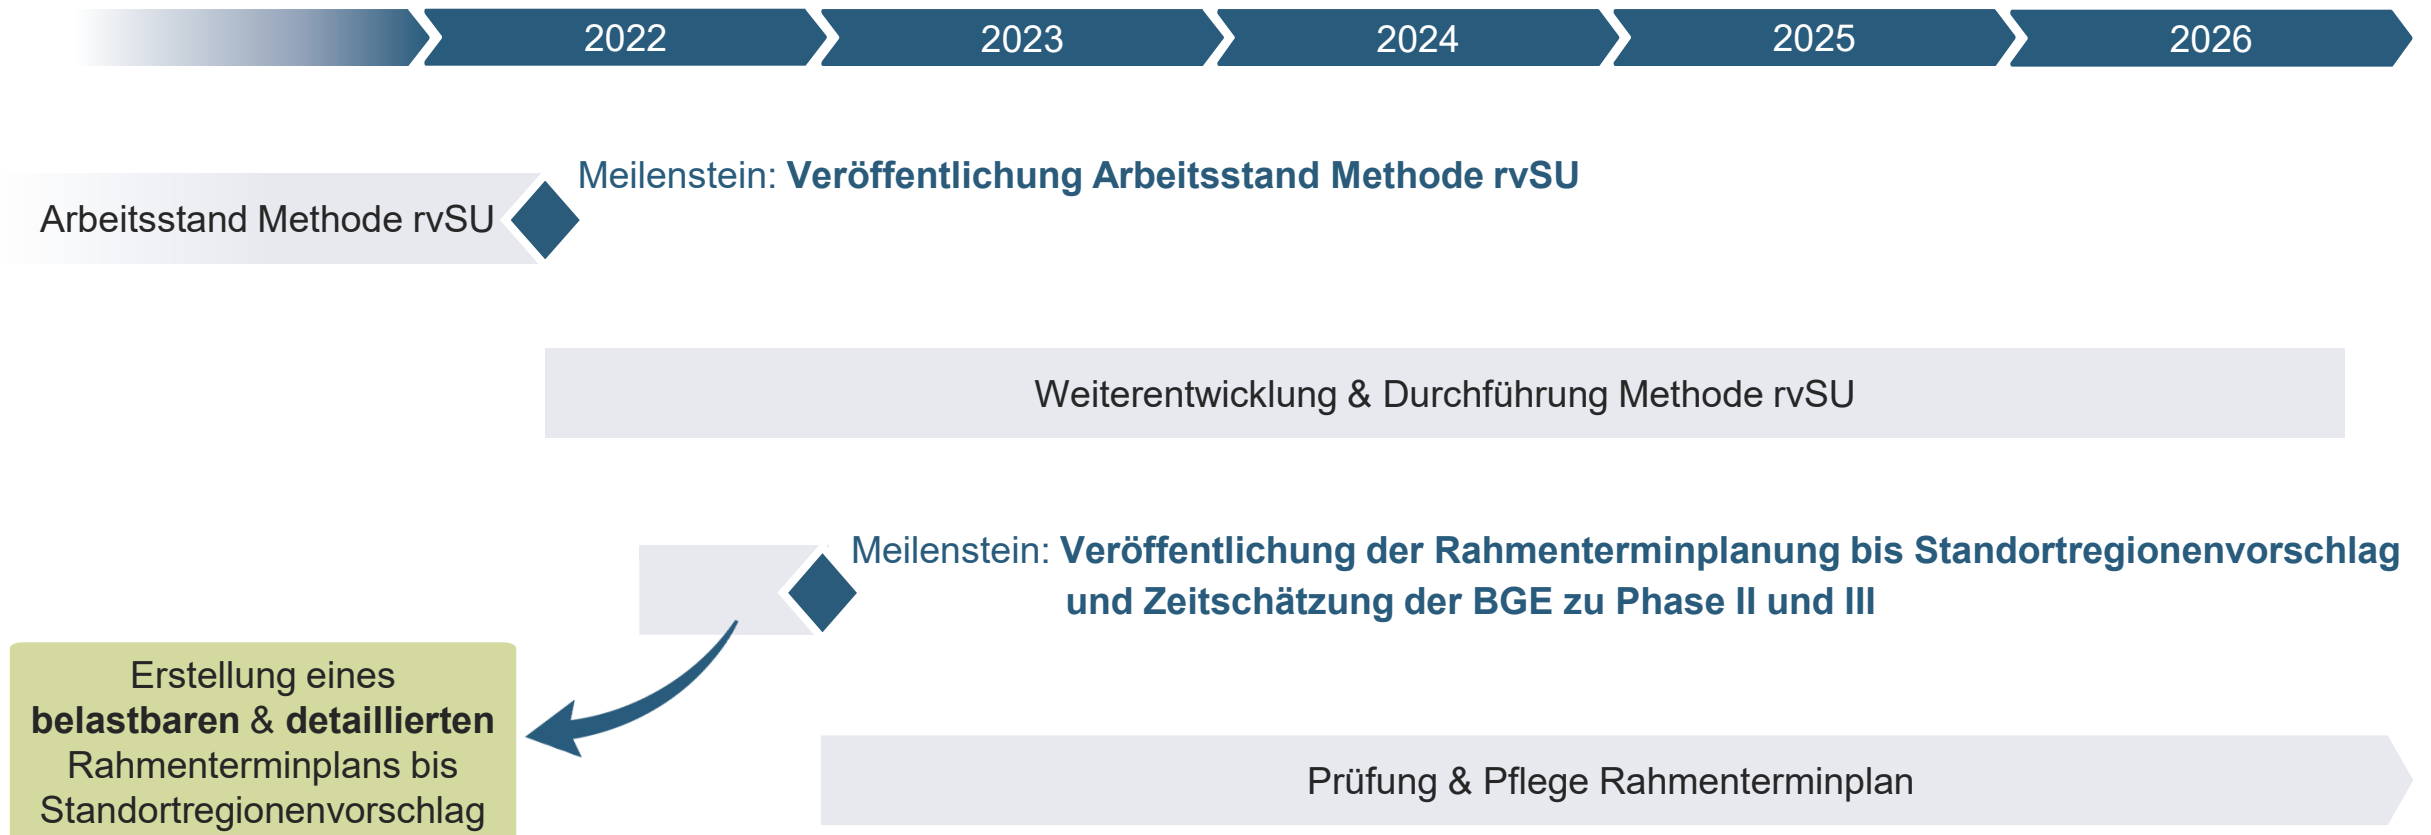 2022
2023
2024
2025
2026
Meilenstein: Veröffentlichung Arbeitsstand Methode rvSU
Arbeitsstand Methode rvSU
Weiterentwicklung & Durchführung Methode rvSU
Meilenstein: Veröffentlichung der Rahmenterminplanung bis Standortregionenvorschlag
und Zeitschätzung der BGE zu Phase II und III
Erstellung eines
belastbaren & detaillierten
Rahmenterminplans bis
Standortregionenvorschlag
Prüfung & Pflege Rahmenterminplan